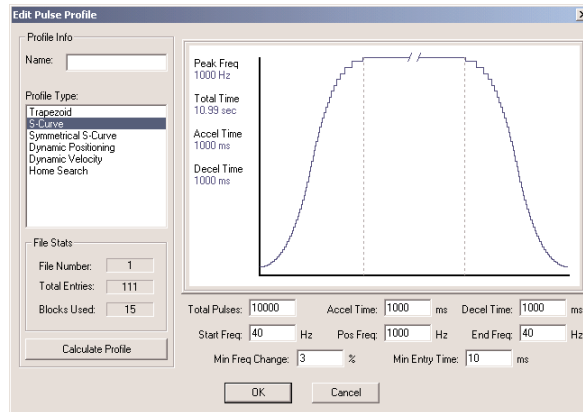 Edit Pulse Profile
Profile Info
Name:
Profile Type:
Trapezoid
S-Curve
Symmetrical S-Curve
Dynamic Positioning
Dynamic Velocity
Home Search
File Stats
File Number: 1
Total Entries: 111
Blocks Used: 15
Calculate Profile
Peak Freq
1000 Hz
Total Time
10.99 sec
Accel Time
1000 ms
Decel Time
1000 ms
Total Pulses: 10000 Accel Time: 1000 ms Decel Time: 1000 ms
Start Freq: 40 Hz Pos Freq: 1000 Hz End Freq: 40 Hz
Min Freq Change: 3 % Min Entry Time: 10 ms
OK Cancel